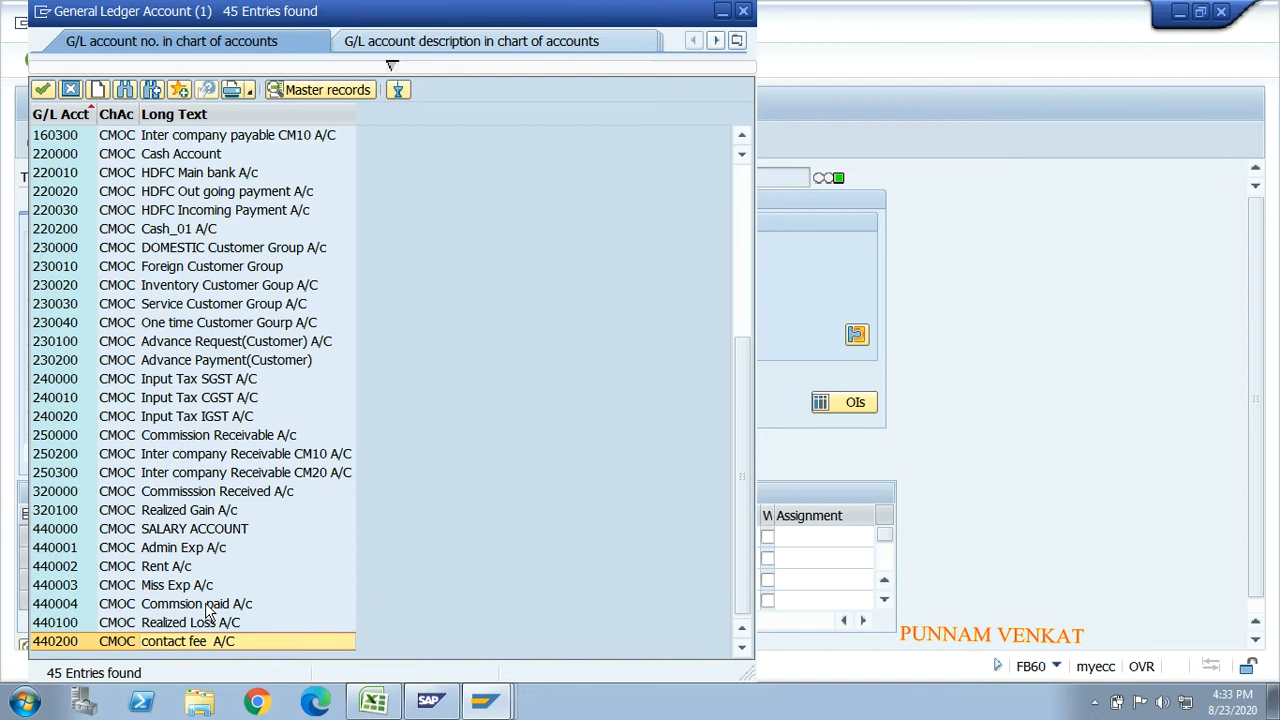 General Ledger Account (1) 45 Entries found
G/L account no. in chart of accounts
G/L account description in chart of accounts
Master records
G/L Acct ChAc Long Text
160300 CMOC Inter company payable CM10 A/C
220000 CMOC Cash Account
220010 CMOC HDFC Main bank A/c
220020 CMOC HDFC Out going payment A/c
220030 CMOC HDFC Incoming Payment A/c
220200 CMOC Cash_01 A/C
230000 CMOC DOMESTIC Customer Group A/c
230010 CMOC Foreign Customer Group
230020 CMOC Inventory Customer Goup A/C
230030 CMOC Service Customer Group A/C
230040 CMOC One time Customer Gourp A/C
230100 CMOC Advance Request(Customer) A/C
230200 CMOC Advance Payment(Customer)
240000 CMOC Input Tax SGST A/C
240010 CMOC Input Tax CGST A/C
240020 CMOC Input Tax IGST A/C
250000 CMOC Commission Receivable A/c
250200 CMOC Inter company Receivable CM10 A/C
250300 CMOC Inter company Receivable CM20 A/C
320000 CMOC Commisssion Received A/c
320100 CMOC Realized Gain A/c
440000 CMOC SALARY ACCOUNT
440001 CMOC Admin Exp A/c
440002 CMOC Rent A/c
440003 CMOC Miss Exp A/c
440004 CMOC Commsion paid A/c
440100 CMOC Realized Loss A/C
440200 CMOC contact fee A/C
45 Entries found
OIs
Assignment
PUNNAM VENKAT
FB60 myecc OVR
SAP
4:33 PM
8/23/2020